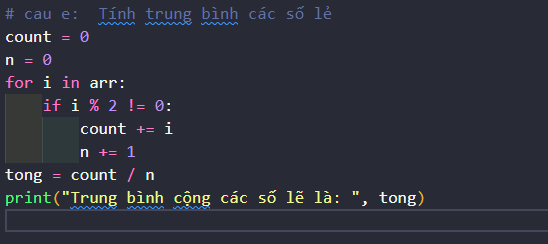 # cau e:  Tính trung bình các số lẻ
count = 0
n = 0
for i in arr:
    if i % 2 != 0:
        count += i
        n += 1
tong = count / n
print("Trung bình cộng các số lẽ là: ", tong)